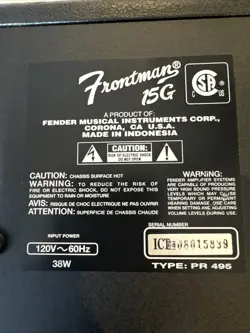 Frontman®
15G
CSA
®
C US
A PRODUCT OF:
FENDER MUSICAL INSTRUMENTS CORP.,
CORONA, CA U.S.A.
MADE IN INDONESIA
CAUTION:
RISK OF ELECTRIC SHOCK
DO NOT OPEN
CAUTION: CHASSIS SURFACE HOT
WARNING: TO REDUCE THE RISK OF
FIRE OR ELECTRIC SHOCK, DO NOT EXPOSE THIS
EQUIPMENT TO RAIN OR MOISTURE
AVIS: RISQUE DE CHOC ELECTRIQUE NE PAS OUVRIR
ATTENTION: SUPERFICIE DE CHASSIS CHAUDE
WARNING:
FENDER AMPLIFIER SYSTEMS
ARE CAPABLE OF PRODUCING
VERY HIGH SOUND PRESSURE
LEVELS WHICH MAY CAUSE
TEMPORARY OR PERMANENT
HEARING DAMAGE. USE CARE
WHEN SETTING AND ADJUSTING
VOLUME LEVELS DURING USE.
INPUT POWER
120V~60Hz
38W
SERIAL NUMBER
TYPE: PR 495